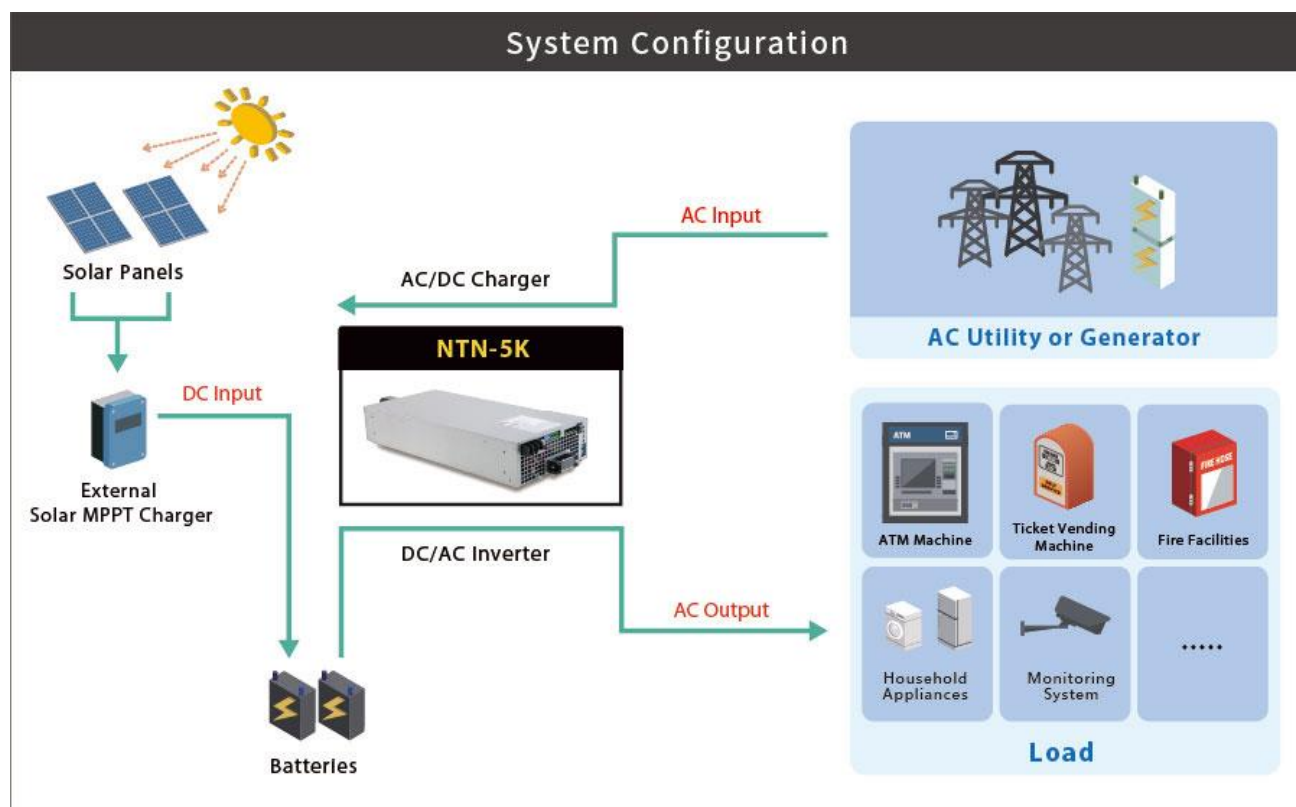 System Configuration
Solar Panels
AC Input
AC/DC Charger
AC Utility or Generator
NTN-5K
DC Input
External
Solar MPPT Charger
DC/AC Inverter
AC Output
Batteries
ATM
ATM Machine
Ticket Vending
Machine
FIRE HOSE
Fire Facilities
Household
Appliances
Monitoring
System
.....
Load